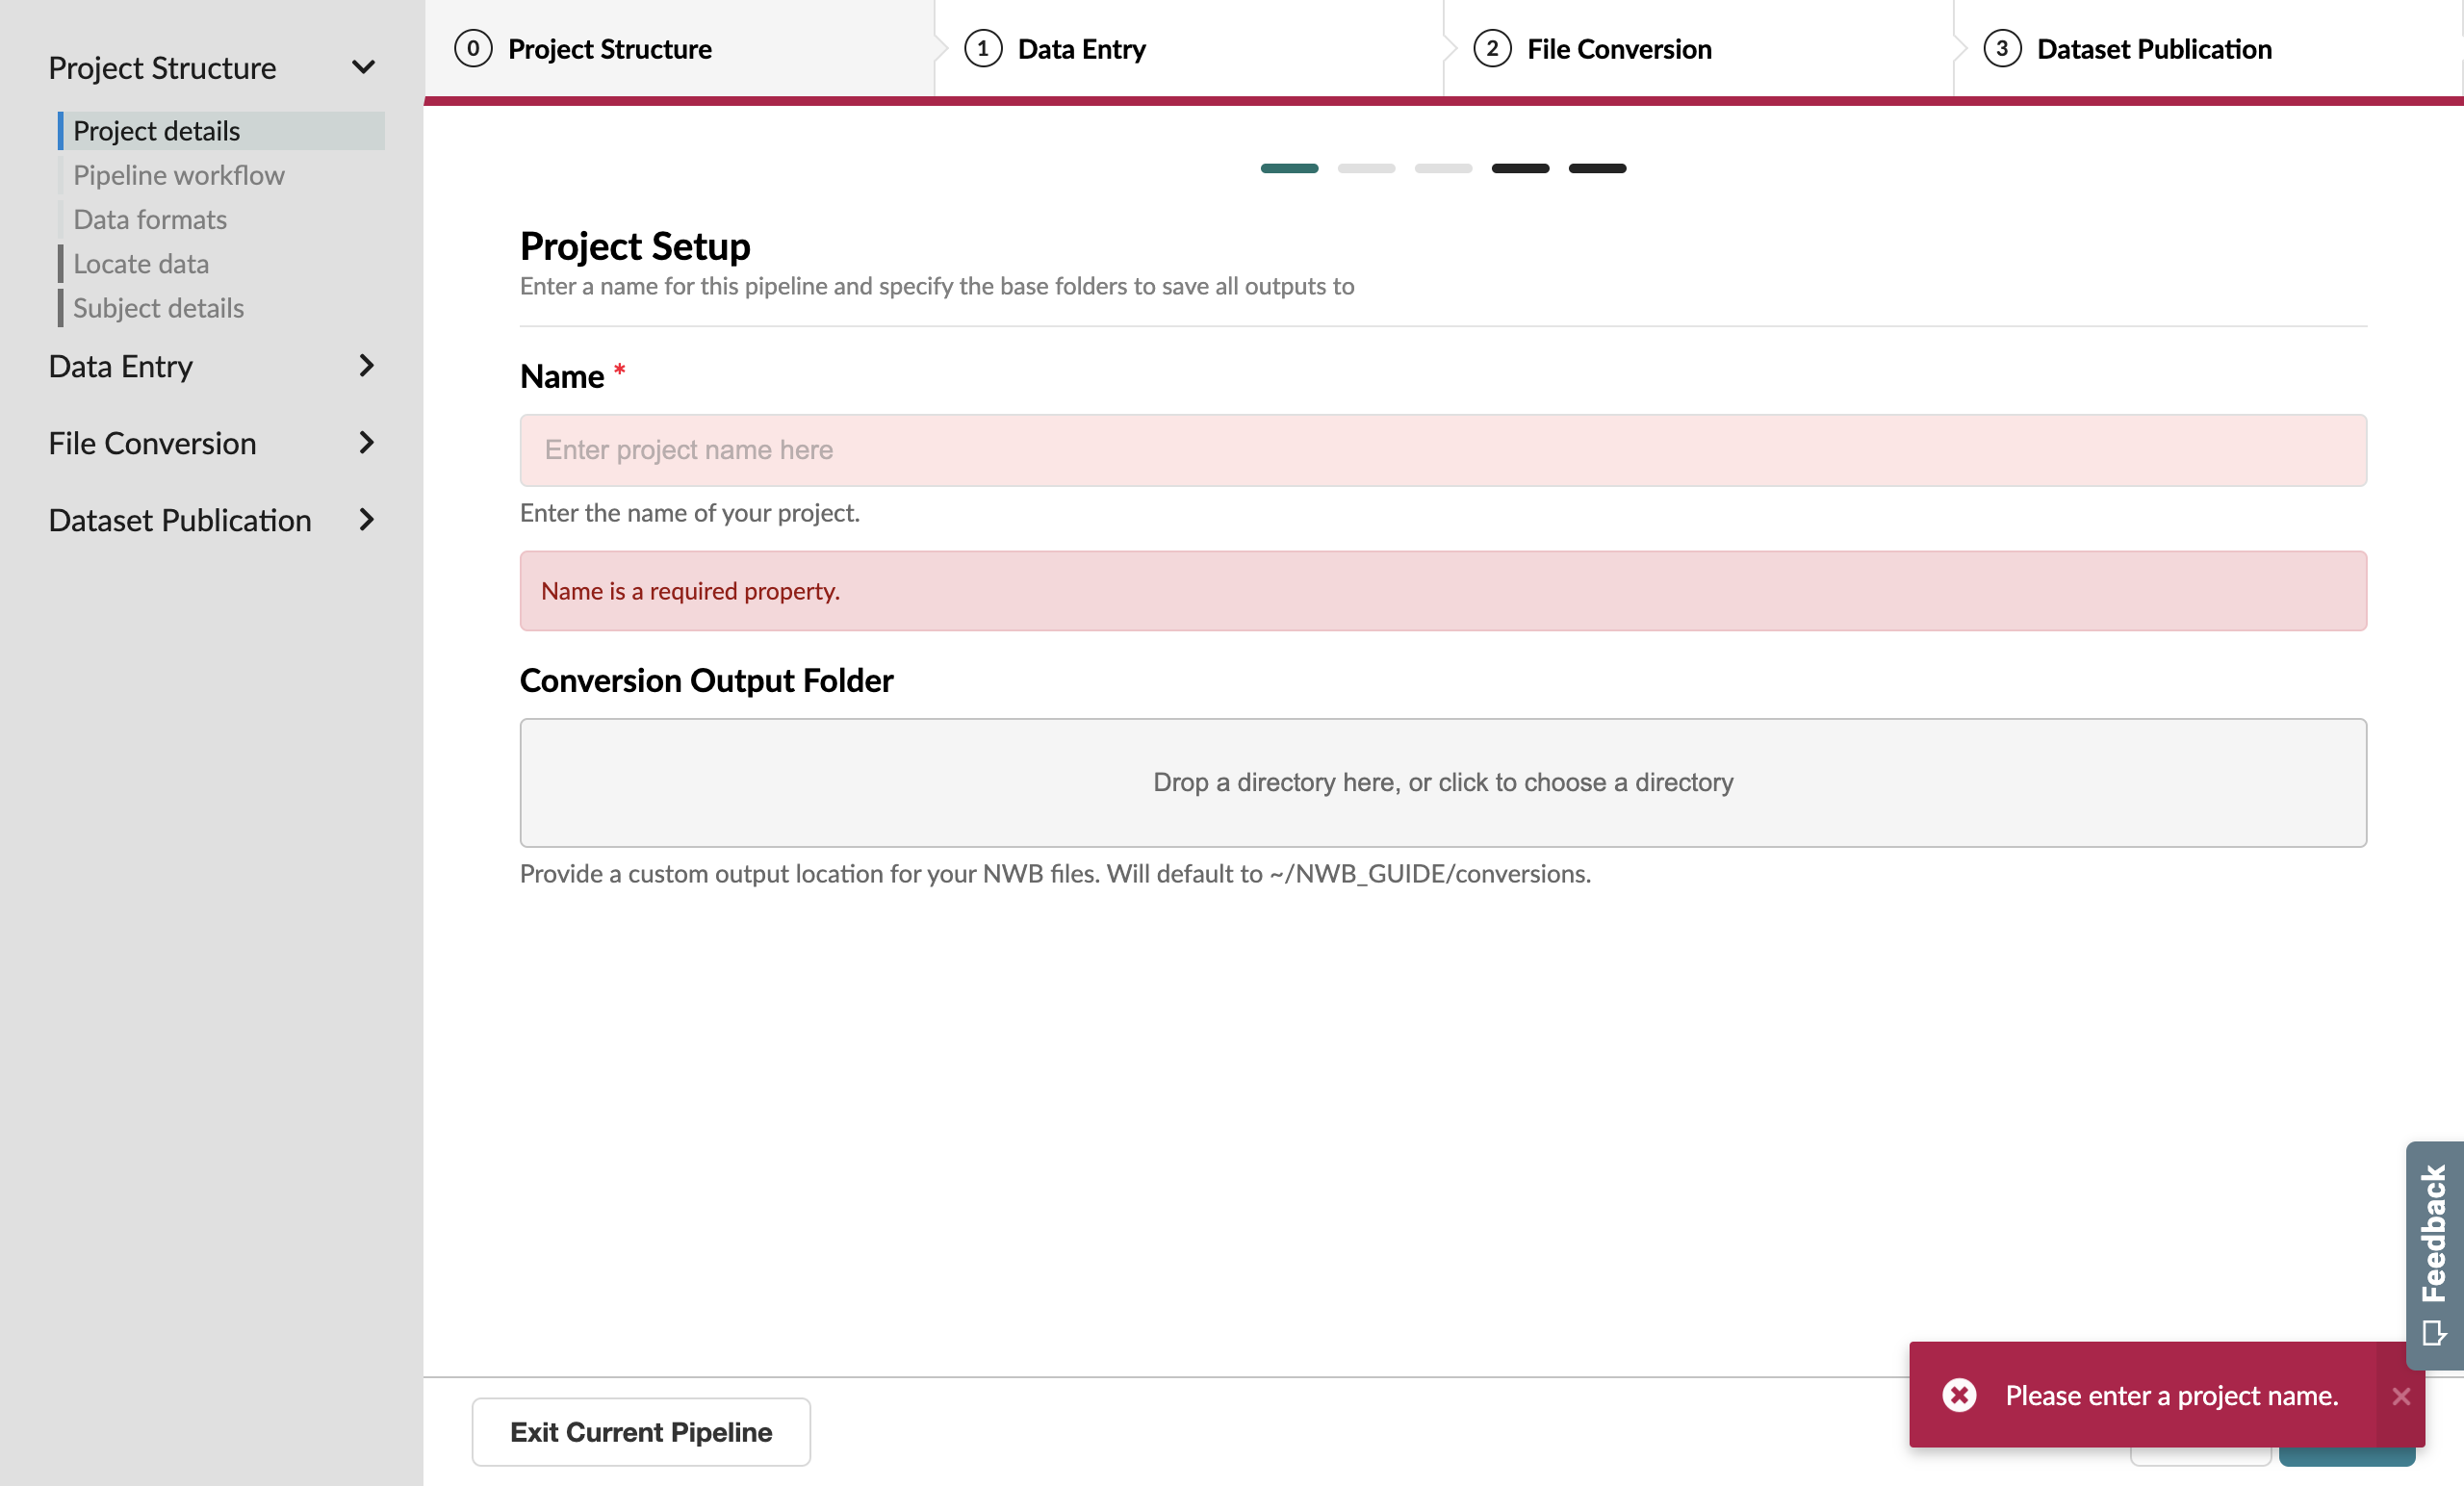 Project Structure
Project details
Pipeline workflow
Data formats
Locate data
Subject details
Data Entry
File Conversion
Dataset Publication
0 Project Structure
1 Data Entry
2 File Conversion
3 Dataset Publication
Project Setup
Enter a name for this pipeline and specify the base folders to save all outputs to
Name *
Enter project name here
Enter the name of your project.
Name is a required property.
Conversion Output Folder
Drop a directory here, or click to choose a directory
Provide a custom output location for your NWB files. Will default to ~/NWB_GUIDE/conversions.
Feedback
Please enter a project name.
Exit Current Pipeline